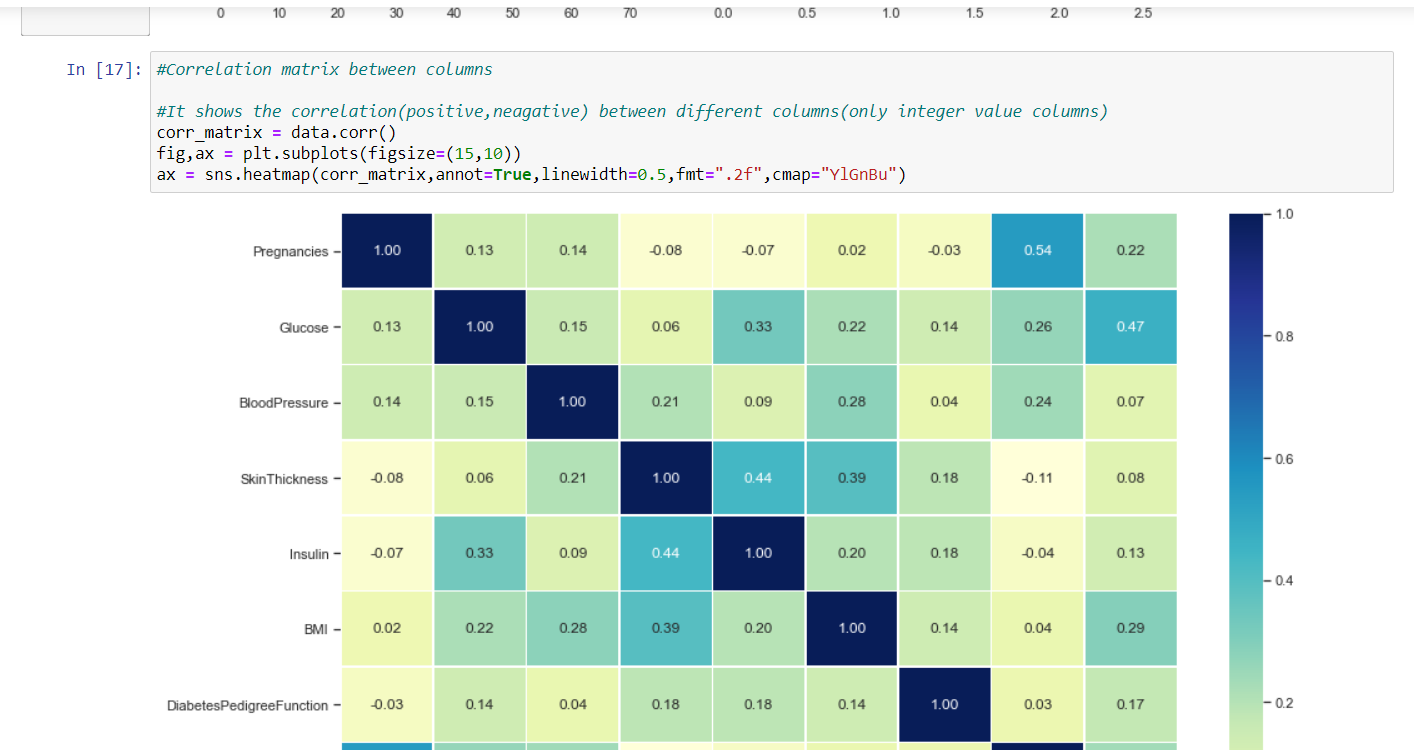 0 10 20 30 40 50 60 70 0.0 0.5 1.0 1.5 2.0 2.5
In [17]: #Correlation matrix between columns
#It shows the correlation(positive,neagative) between different columns(only integer value columns)
corr_matrix = data.corr()
fig,ax = plt.subplots(figsize=(15,10))
ax = sns.heatmap(corr_matrix,annot=True,linewidth=0.5,fmt=".2f",cmap="YlGnBu")
Pregnancies 1.00 0.13 0.14 -0.08 -0.07 0.02 -0.03 0.54 0.22
Glucose 0.13 1.00 0.15 0.06 0.33 0.22 0.14 0.26 0.47
BloodPressure 0.14 0.15 1.00 0.21 0.09 0.28 0.04 0.24 0.07
SkinThickness -0.08 0.06 0.21 1.00 0.44 0.39 0.18 -0.11 0.08
Insulin -0.07 0.33 0.09 0.44 1.00 0.20 0.18 -0.04 0.13
BMI 0.02 0.22 0.28 0.39 0.20 1.00 0.14 0.04 0.29
DiabetesPedigreeFunction -0.03 0.14 0.04 0.18 0.18 0.14 1.00 0.03 0.17
1.0
0.8
0.6
0.4
0.2